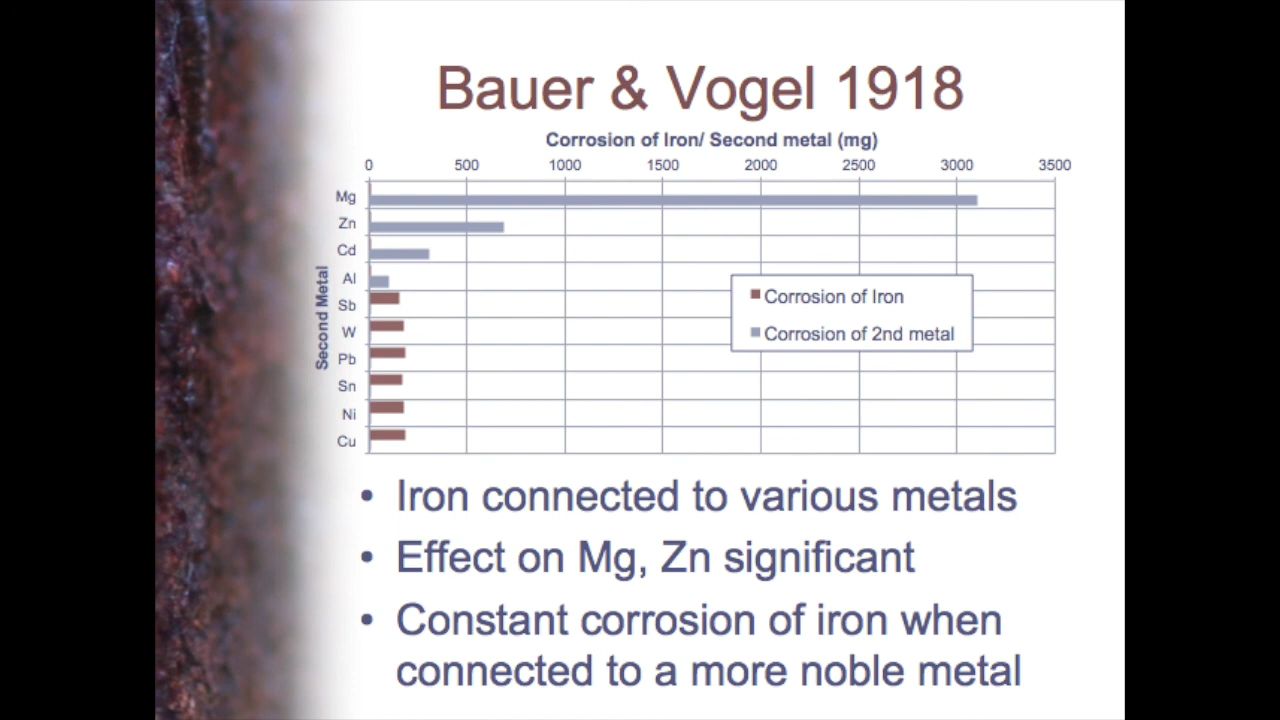 Bauer & Vogel 1918
Corrosion of Iron/ Second metal (mg)
0 500 1000 1500 2000 2500 3000 3500
Second Metal
Mg
Zn
Cd
Al
Sb
W
Pb
Sn
Ni
Cu
Corrosion of Iron
Corrosion of 2nd metal
• Iron connected to various metals
• Effect on Mg, Zn significant
• Constant corrosion of iron when
connected to a more noble metal